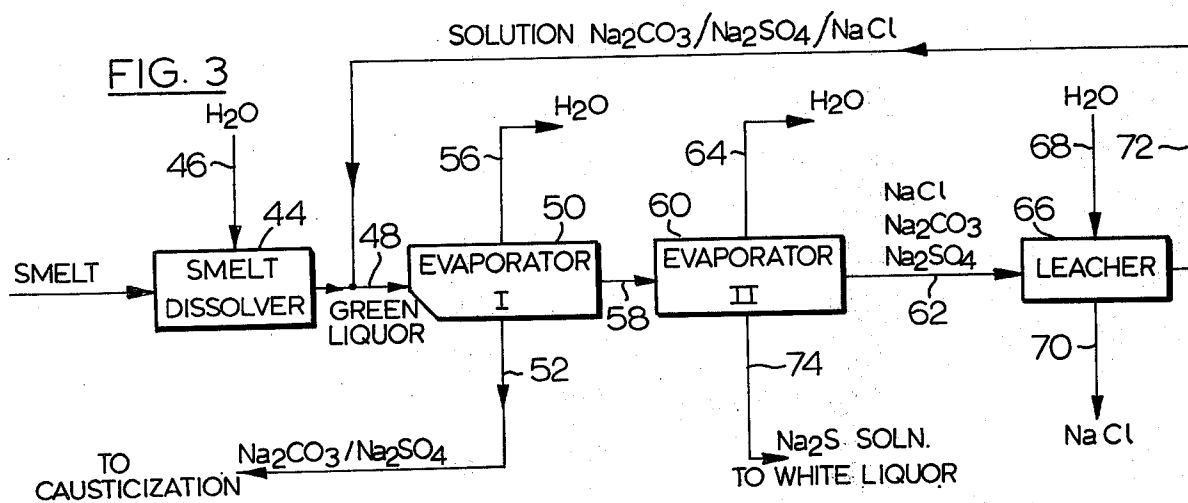 SOLUTION Na2CO3/Na2SO4/NaCl
FIG. 3
H2O
H2O
H2O
H2O
46
56
64
68
72
44
50
60
NaCl
Na2CO3
Na2SO4
66
SMELT
SMELT
DISSOLVER
48
GREEN
LIQUOR
EVAPORATOR
I
58
EVAPORATOR
II
62
LEACHER
52
74
70
Na2CO3/Na2SO4
TO
CAUSTICIZATION
Na2S SOLN.
TO WHITE LIQUOR
NaCl